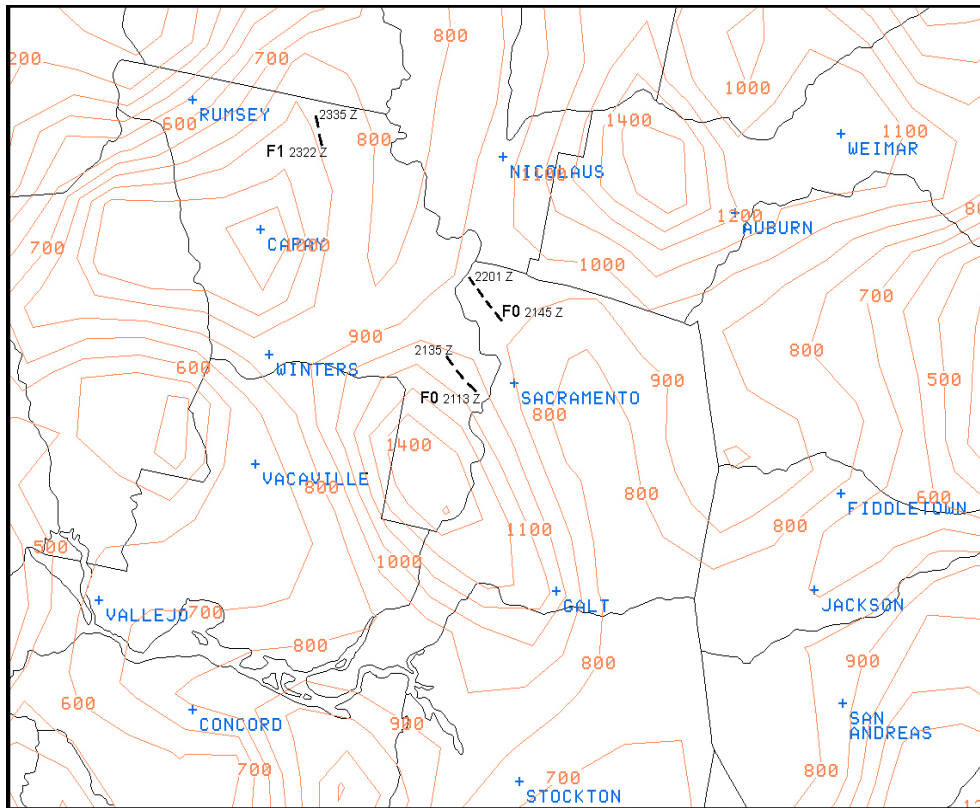 800
200
700
1000
2335 Z
RUMSEY
600
1400
1100
WEIMAR
800
F1 2322 Z
NICOLAUS
1100
1200
800
AUBURN
CAPAY
1000
700
1000
2201 Z
700
F0 2145 Z
900
2135 Z
800
600
WINTERS
900
500
F0 2113 Z
SACRAMENTO
800
1400
VACAVILLE
800
800
600
FIDDLETOWN
800
1100
500
1000
JACKSON
GALT
700
VALLEJO
800
800
900
600
CONCORD
900
SAN
ANDREAS
700
700
800
STOCKTON